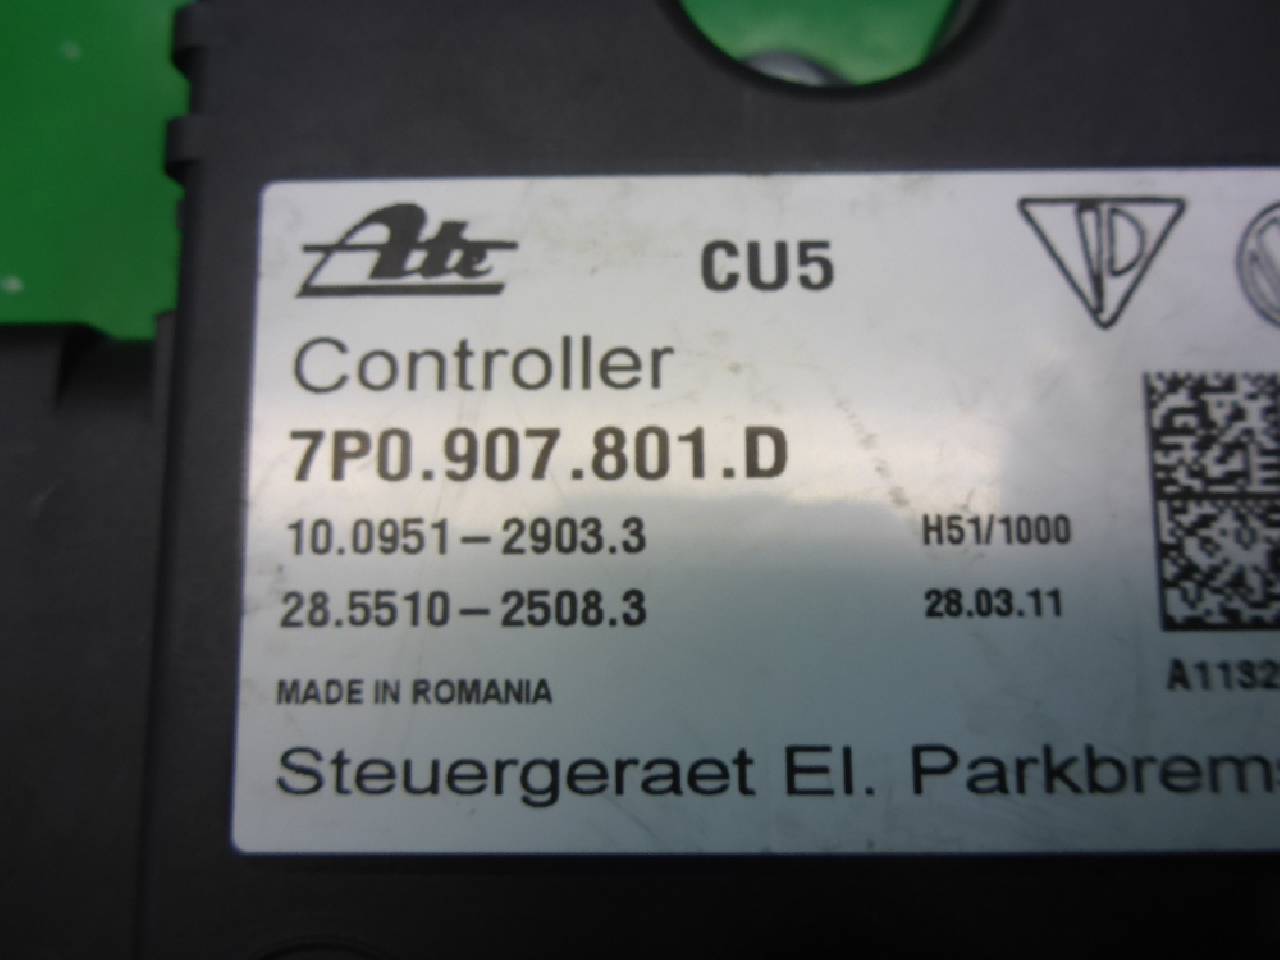 Ate CU5
Controller
7P0.907.801.D
10.0951-2903.3 H51/1000
28.5510-2508.3 28.03.11
A1132
MADE IN ROMANIA
Steuergeraet El. Parkbrems